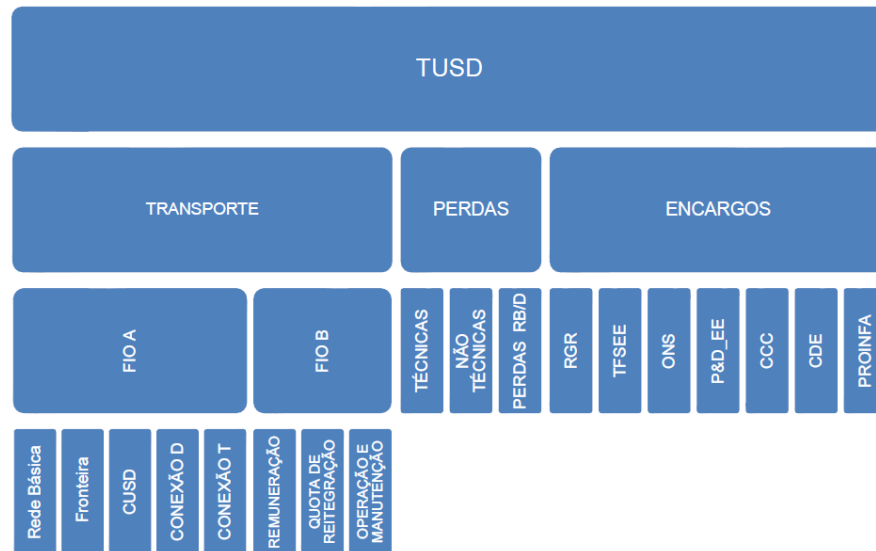 TUSD
TRANSPORTE
PERDAS
ENCARGOS
FIO A
FIO B
TÉCNICAS
NÃO
TÉCNICAS
PERDAS RB/D
RGR
TFSEE
ONS
P&D_EE
CCC
CDE
PROINFA
Rede Básica
Fronteira
CUSD
CONEXÃO D
CONEXÃO T
REMUNERAÇÃO
QUOTA DE
REITEGRAÇÃO
OPERAÇÃO E
MANUTENÇÃO